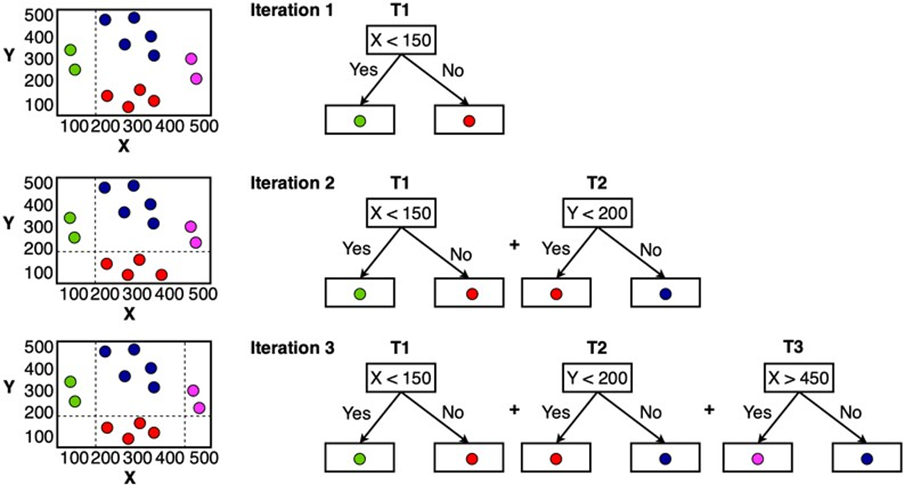 500
400
Y 300
200
100
100 200 300 400 500
X
Iteration 1
T1
X < 150
Yes No
500
400
Y 300
200
100
100 200 300 400 500
X
Iteration 2
T1 T2
X < 150 Y < 200
Yes No + Yes No
500
400
Y 300
200
100
100 200 300 400 500
X
Iteration 3
T1 T2 T3
X < 150 Y < 200 X > 450
Yes No + Yes No + Yes No